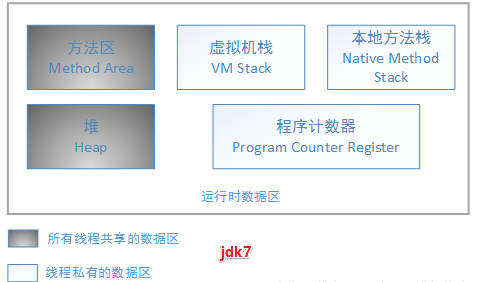 方法区
Method Area
虚拟机栈
VM Stack
本地方法栈
Native Method
Stack
堆
Heap
程序计数器
Program Counter Register
运行时数据区
所有线程共享的数据区
jdk7
线程私有的数据区